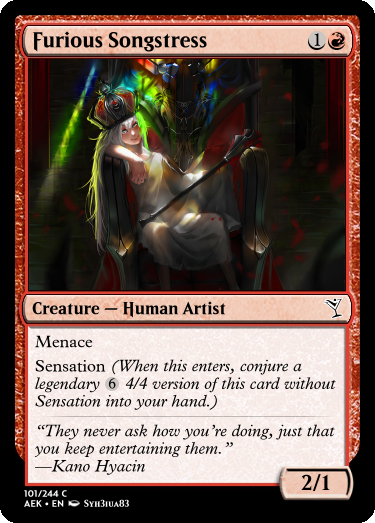 Furious Songstress 1
Creature — Human Artist
Menace
Sensation (When this enters, conjure a
legendary 6 4/4 version of this card without
Sensation into your hand.)
“They never ask how you’re doing, just that
you keep entertaining them.”
—Kano Hyacin
2/1
101/244 C
AEK • EN Syh3iua83